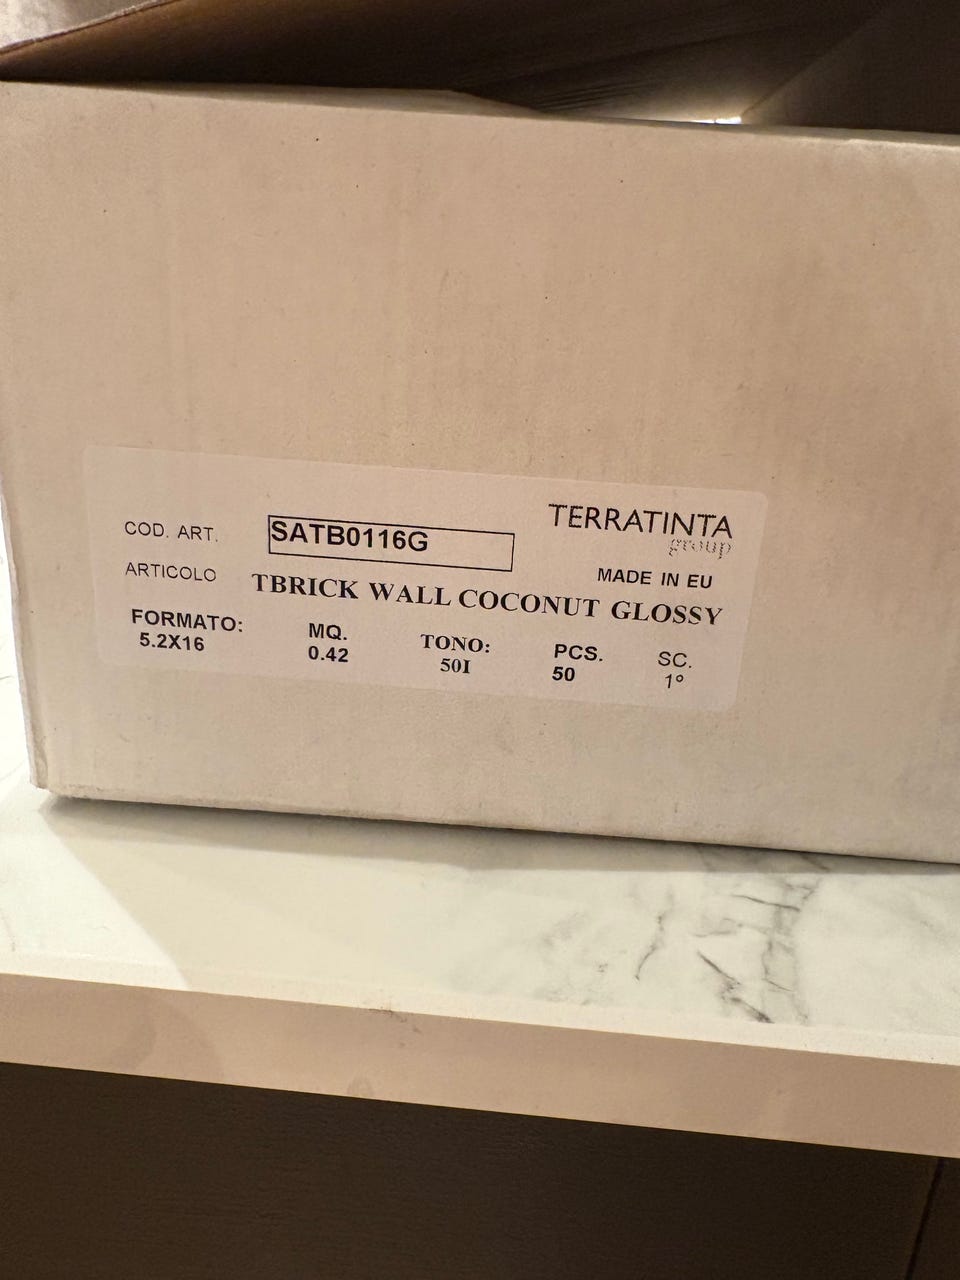 TERRATINTA
group
COD. ART. SATB0116G
MADE IN EU
ARTICOLO TBRICK WALL COCONUT GLOSSY
FORMATO: MQ. TONO: PCS. SC.
5.2X16 0.42 50I 50 1°